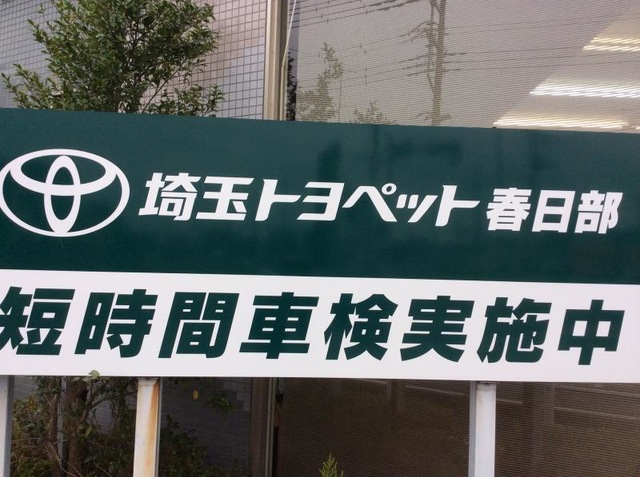 埼玉トヨペット 春日部
短時間車検実施中